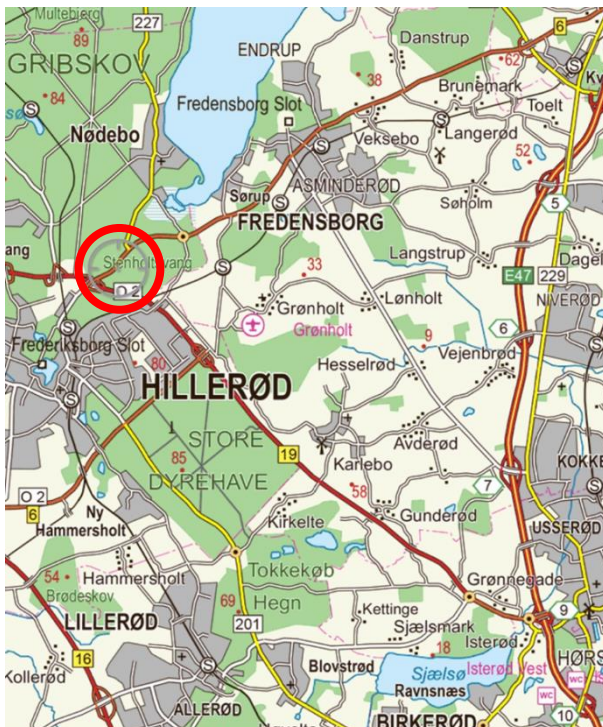 Multebjerg
89
227
6
Danstrup
ENDRUP
62
GRIBSKOV
38
Brunemark
84
Fredensborg Slot
Toelt
Nødebo
Veksebo
Langerød
52
ASMINDERØD
Sørup
Søholm
5
FREDENSBORG
ang
Stenholtsvang
Langstrup
Dagel
33
E47
229
O 2
Grønholt
Lønholt
NIVERØD
Grønholt
6
Frederiksborg Slot
9
80
Vejenbrød
HILLERØD
Hesselrød
STORE
Avderød
19
85
Karlebo
KOKKE
DYREHAVE
58
7
O 2
6
Ny
Hammersholt
Kirkelte
Gunderød
USSERØD
Tokkekøb
54
Hammersholt
Grønnegade
Brødeskov
69
Hegn
Kettinge
9
LILLERØD
201
Sjælsmark
Isterød
16
18
HØRS
Blovstrød
Kollerød
Sjælsø
Isterød Vest
WC
Ravnsnæs
WC
ALLERØD
BIRKERØD
10